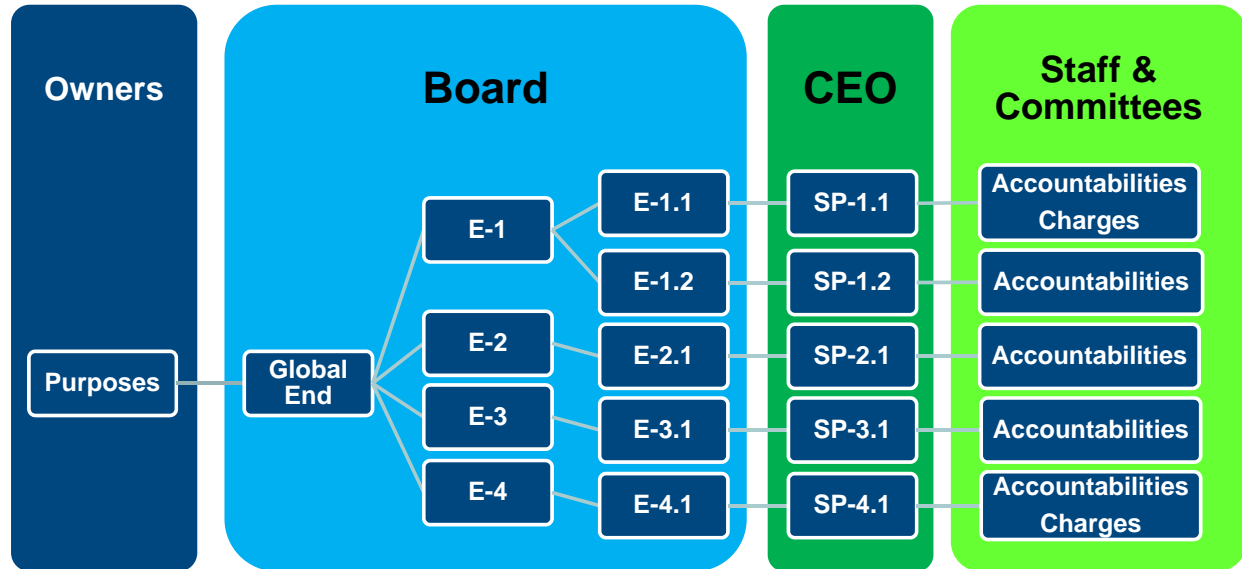 Owners
Board
CEO
Staff &
Committees
Purposes
Global
End
E-1
E-2
E-3
E-4
E-1.1
E-1.2
E-2.1
E-3.1
E-4.1
SP-1.1
SP-1.2
SP-2.1
SP-3.1
SP-4.1
Accountabilities
Charges
Accountabilities
Accountabilities
Accountabilities
Accountabilities
Charges